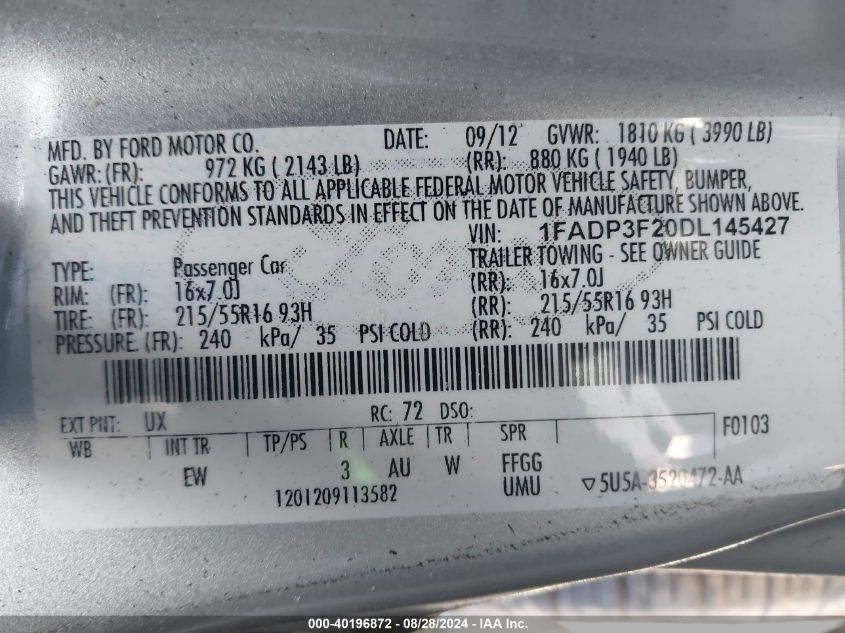 MFD. BY FORD MOTOR CO. DATE: 09/12 GVWR: 1810 KG ( 3990 LB)
GAWR: (FR): 972 KG ( 2143 LB) (RR): 880 KG ( 1940 LB)
THIS VEHICLE CONFORMS TO ALL APPLICABLE FEDERAL MOTOR VEHICLE SAFETY, BUMPER,
AND THEFT PREVENTION STANDARDS IN EFFECT ON THE DATE OF MANUFACTURE SHOWN ABOVE.
VIN: 1FADP3F20DL145427
TYPE: Passenger Car TRAILER TOWING - SEE OWNER GUIDE
RIM: (FR): 16x7.0J (RR): 16x7.0J
TIRE: (FR): 215/55R16 93H (RR): 215/55R16 93H
PRESSURE. (FR): 240 kPa/ 35 PSI COLD (RR): 240 kPa/ 35 PSI COLD
EXT PNT: UX RC: 72 DSO: F0103
WB INT TR TP/PS R AXLE TR SPR
EW 3 AU W FFGG
1201209113582 UMU ▽5U5A-3520472-AA
000-40196872 - 08/28/2024 - IAA Inc.